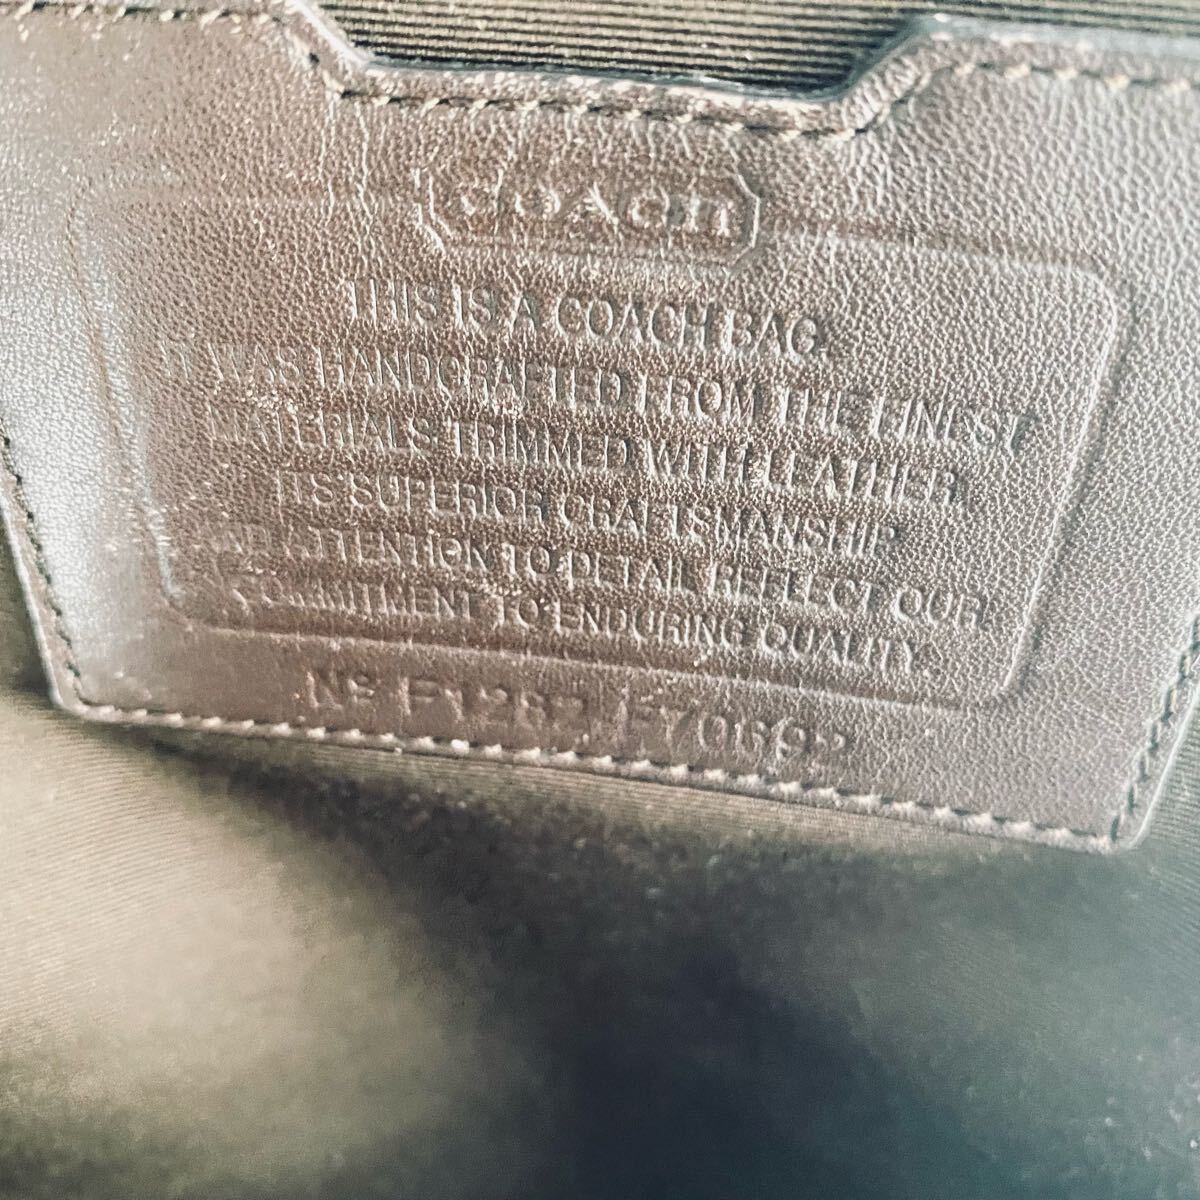 COACH
THIS IS A COACH BAG.
IT WAS HANDCRAFTED FROM THE FINEST
MATERIALS TRIMMED WITH LEATHER
ITS SUPERIOR CRAFTSMANSHIP
AND ATTENTION TO DETAIL REFLECT OUR
COMMITMENT TO ENDURING QUALITY
Nº